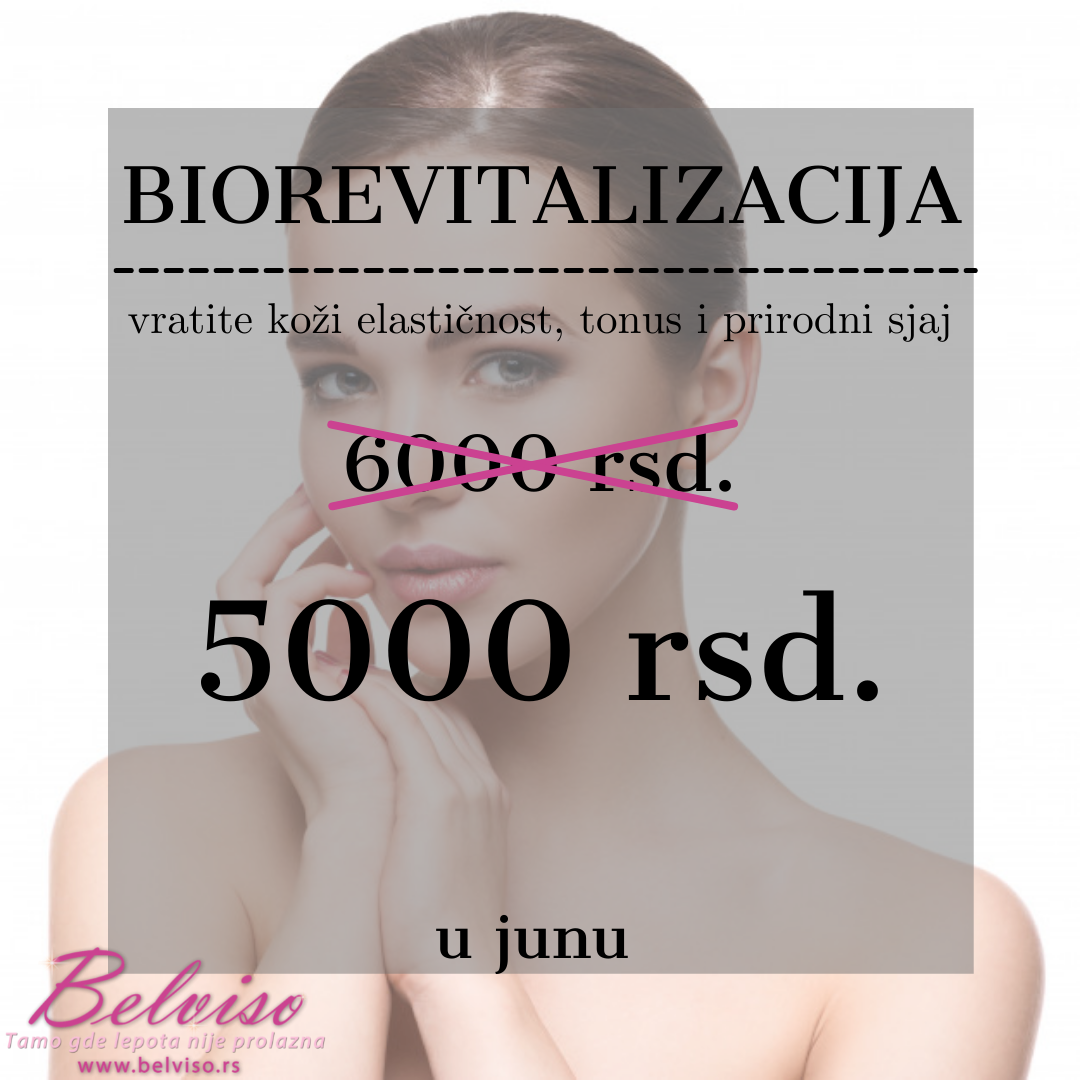 BIOREVITALIZACIJA
vratite koži elastičnost, tonus i prirodni sjaj
6000 rsd.
5000 rsd.
u junu
Belviso
Tamo gde lepota nije prolazna
www.belviso.rs